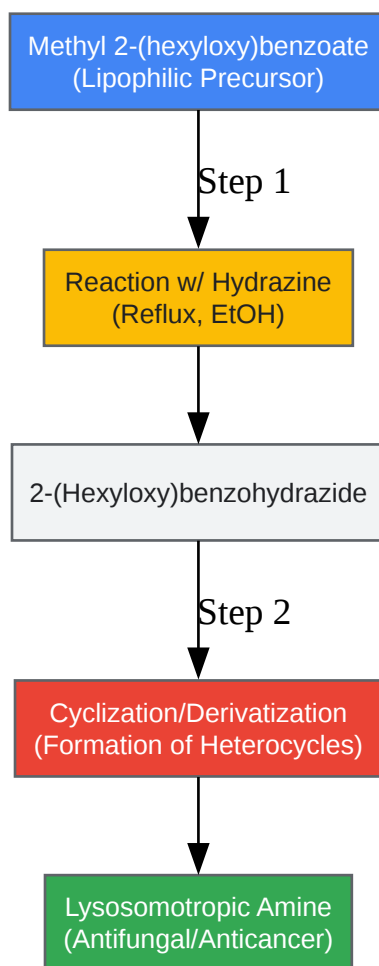 Methyl 2-(hexyloxy)benzoate
(Lipophilic Precursor)
Step 1
Reaction w/ Hydrazine
(Reflux, EtOH)
2-(Hexyloxy)benzohydrazide
Step 2
Cyclization/Derivatization
(Formation of Heterocycles)
Lysosomotropic Amine
(Antifungal/Anticancer)